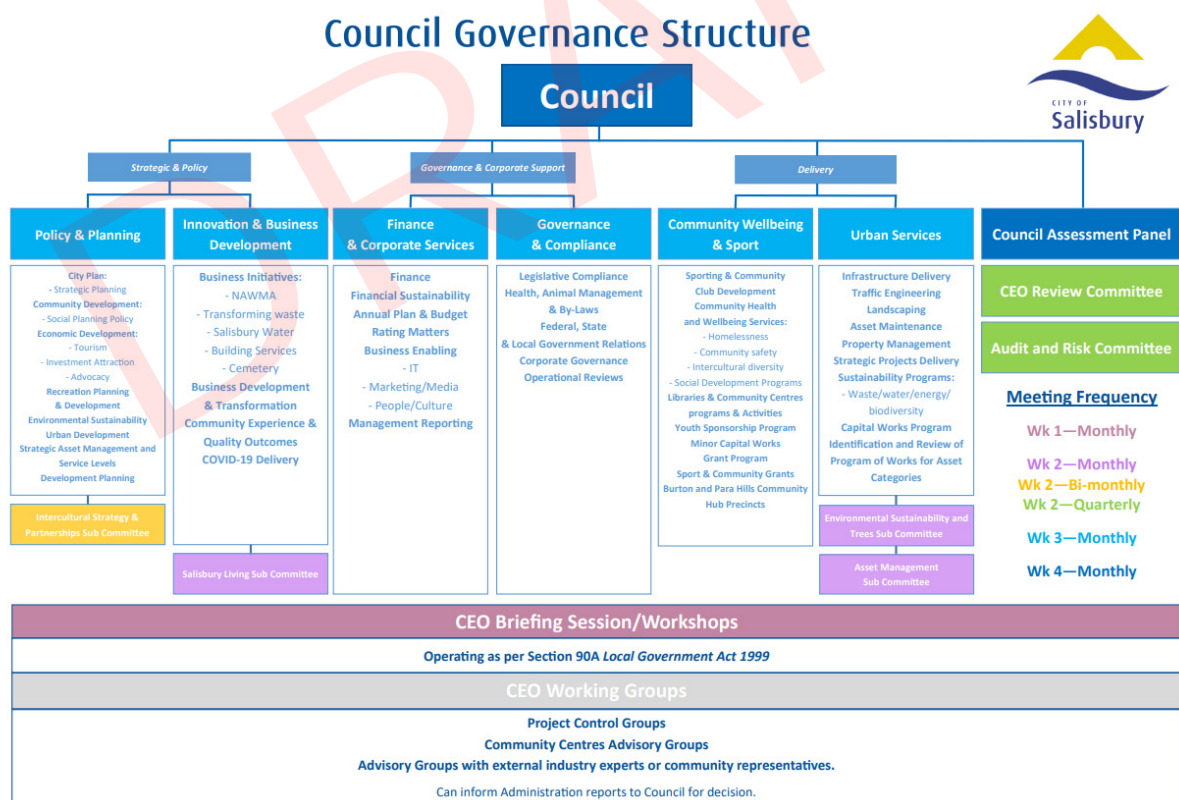 Council Governance Structure
CITY OF
Salisbury
Council
Strategic & Policy
Governance & Corporate Support
Delivery
Policy & Planning
City Plan:
- Strategic Planning
Community Development:
- Social Planning Policy
Economic Development:
- Tourism
- Investment Attraction
- Advocacy
Recreation Planning
& Development
Environmental Sustainability
Urban Development
Strategic Asset Management and
Service Levels
Development Planning
Intercultural Strategy &
Partnerships Sub Committee
Innovation & Business
Development
Business Initiatives:
- NAWMA
- Transforming waste
- Salisbury Water
- Building Services
- Cemetery
Business Development
& Transformation
Community Experience &
Quality Outcomes
COVID-19 Delivery
Salisbury Living Sub Committee
Finance
& Corporate Services
Finance
Financial Sustainability
Annual Plan & Budget
Rating Matters
Business Enabling
- IT
- Marketing/Media
- People/Culture
Management Reporting
Governance
& Compliance
Legislative Compliance
Health, Animal Management
& By-Laws
Federal, State
& Local Government Relations
Corporate Governance
Operational Reviews
Community Wellbeing
& Sport
Sporting & Community
Club Development
Community Health
and Wellbeing Services:
- Homelessness
- Community safety
- Intercultural diversity
- Social Development Programs
Libraries & Community Centres
programs & Activities
Youth Sponsorship Program
Minor Capital Works
Grant Program
Sport & Community Grants
Burton and Para Hills Community
Hub Precincts
Urban Services
Infrastructure Delivery
Traffic Engineering
Landscaping
Asset Maintenance
Property Management
Strategic Projects Delivery
Sustainability Programs:
- Waste/water/energy/
biodiversity
Capital Works Program
Identification and Review of
Program of Works for Asset
Categories
Environmental Sustainability and
Trees Sub Committee
Asset Management
Sub Committee
Council Assessment Panel
CEO Review Committee
Audit and Risk Committee
Meeting Frequency
Wk 1—Monthly
Wk 2—Monthly
Wk 2—Bi-monthly
Wk 2—Quarterly
Wk 3—Monthly
Wk 4—Monthly
CEO Briefing Session/Workshops
Operating as per Section 90A Local Government Act 1999
CEO Working Groups
Project Control Groups
Community Centres Advisory Groups
Advisory Groups with external industry experts or community representatives.
Can inform Administration reports to Council for decision.